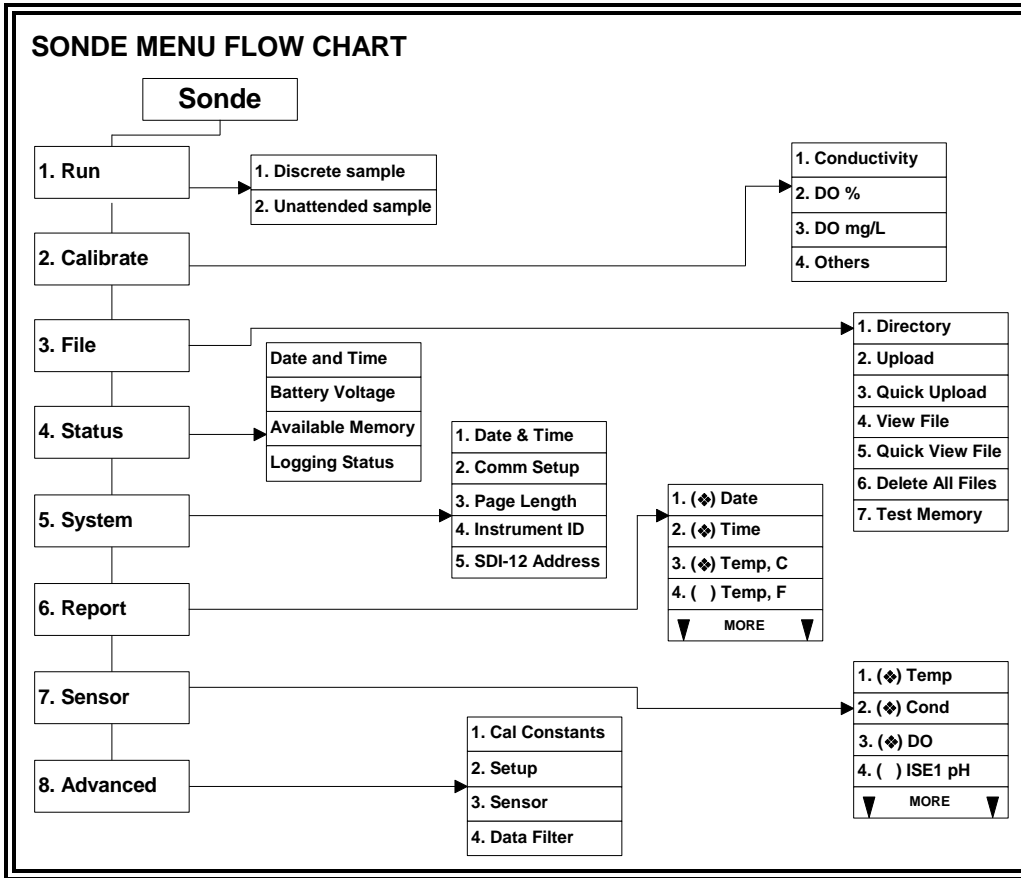 SONDE MENU FLOW CHART
Sonde
1. Run
1. Discrete sample
2. Unattended sample
2. Calibrate
1. Conductivity
2. DO %
3. DO mg/L
4. Others
3. File
1. Directory
2. Upload
3. Quick Upload
4. View File
5. Quick View File
6. Delete All Files
7. Test Memory
4. Status
Date and Time
Battery Voltage
Available Memory
Logging Status
5. System
1. Date & Time
2. Comm Setup
3. Page Length
4. Instrument ID
5. SDI-12 Address
6. Report
1. (❖) Date
2. (❖) Time
3. (❖) Temp, C
4. ( ) Temp, F
MORE
7. Sensor
1. (❖) Temp
2. (❖) Cond
3. (❖) DO
4. ( ) ISE1 pH
MORE
8. Advanced
1. Cal Constants
2. Setup
3. Sensor
4. Data Filter